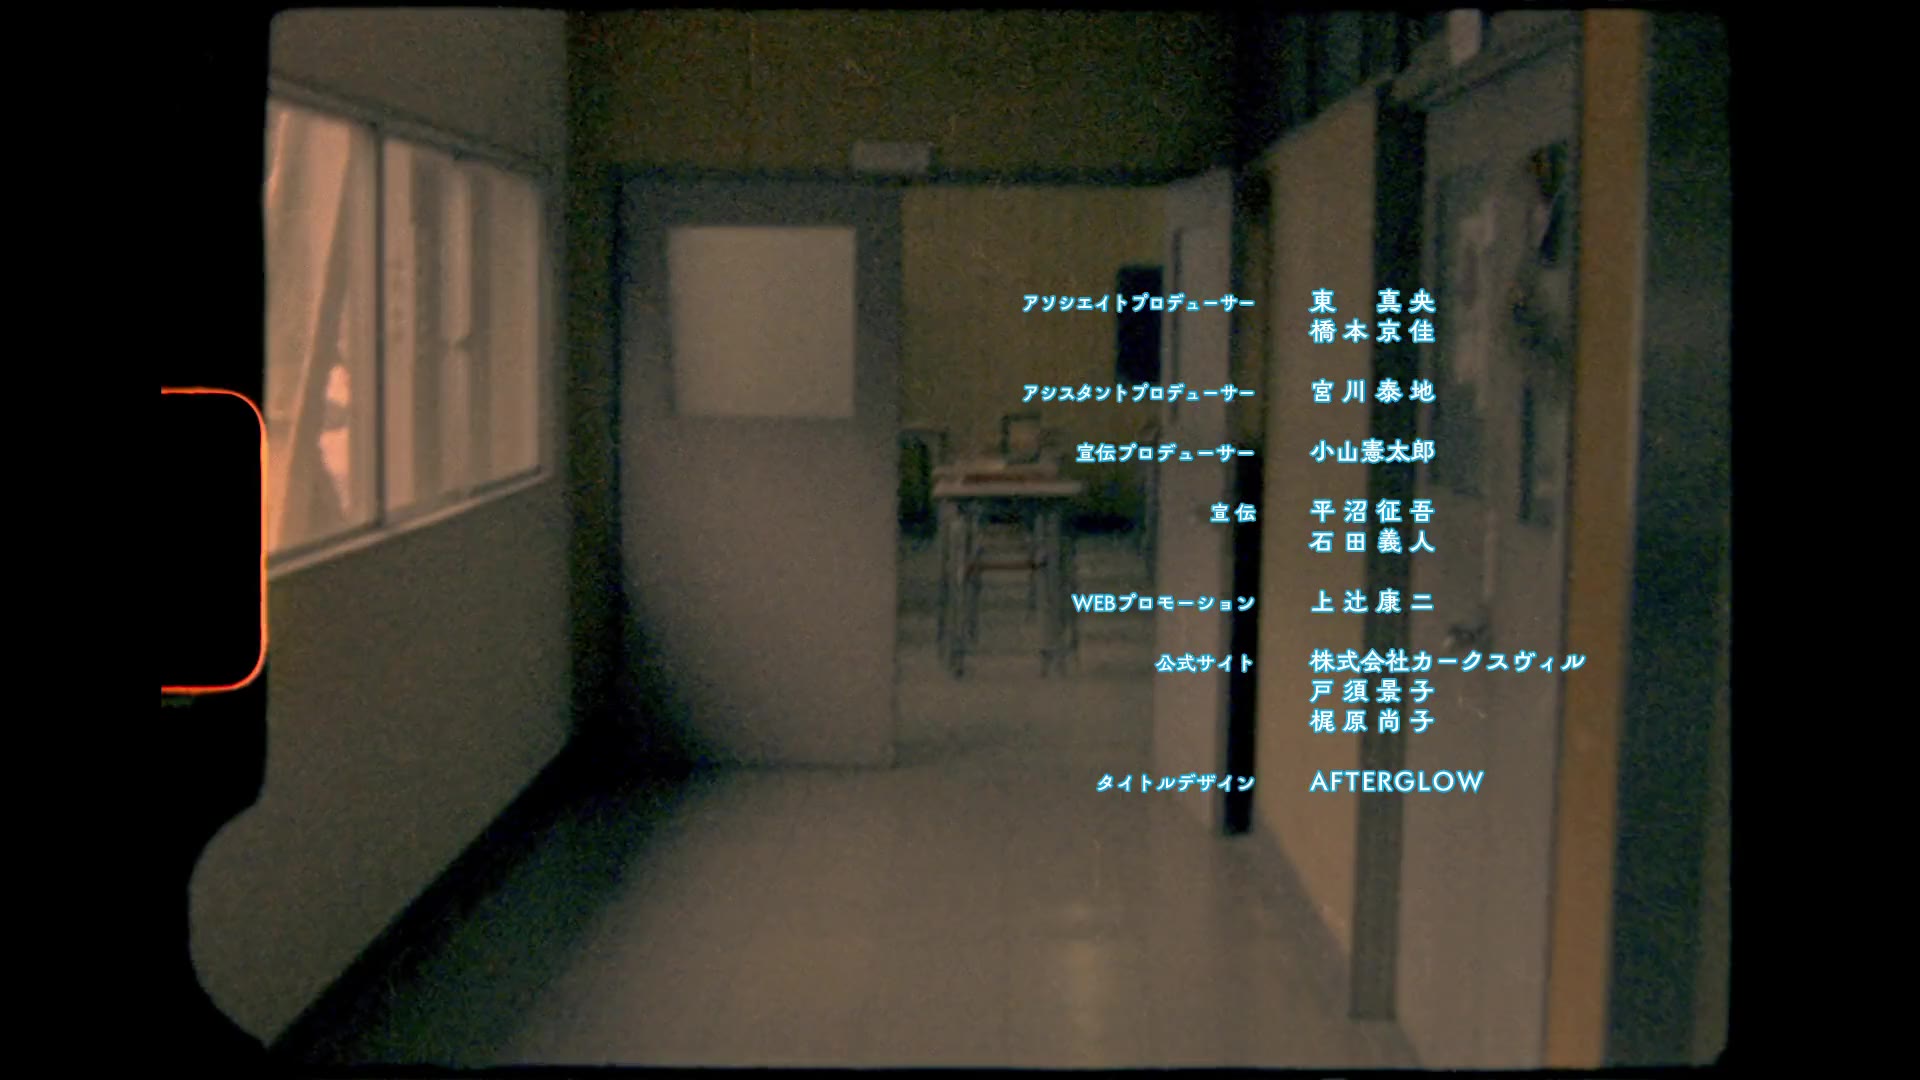 アソシエイトプロデューサー 東 真央
橋本京佳
アシスタントプロデューサー 宮川泰地
宣伝プロデューサー 小山憲太郎
宣伝 平沼征吾
石田義人
WEBプロモーション 上辻康二
公式サイト 株式会社カークスヴィル
戸須景子
梶原尚子
タイトルデザイン AFTERGLOW